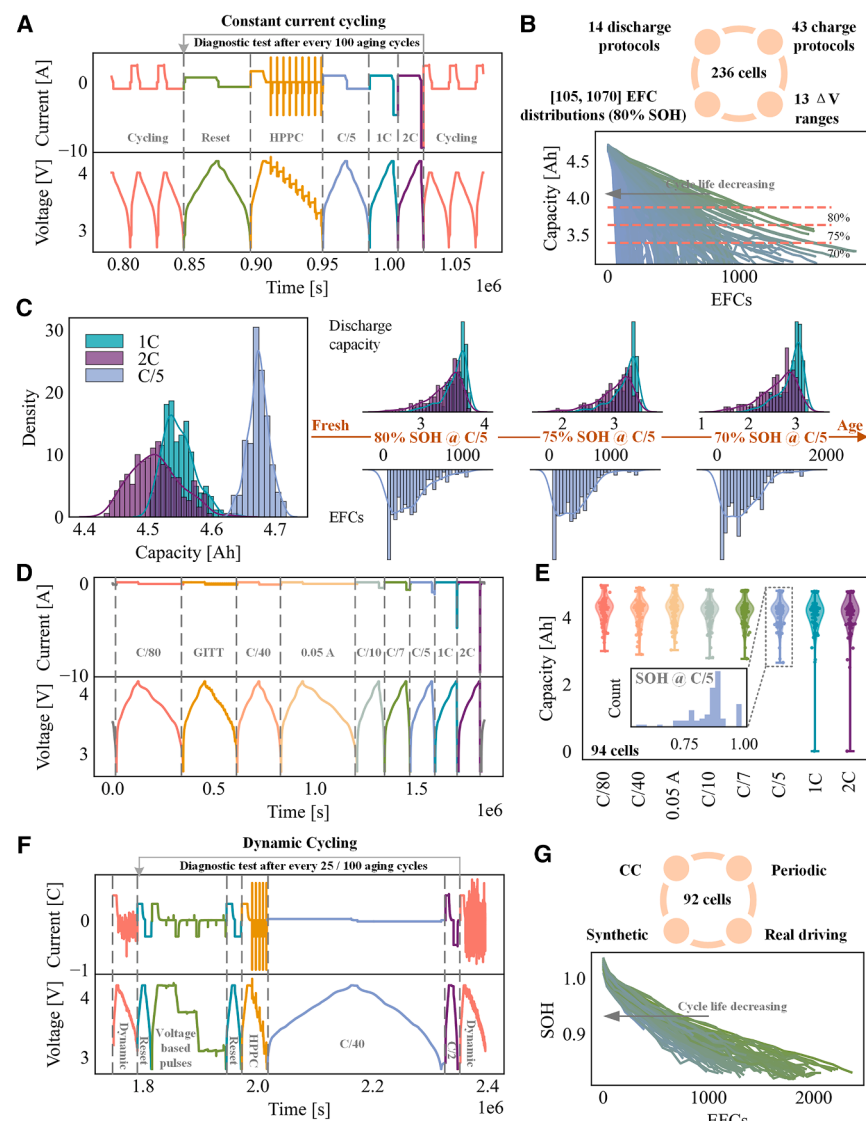 A
Constant current cycling
Diagnostic test after every 100 aging cycles
Current [A]
0
−10
Cycling
Reset
HPPC
C/5
1C
2C
Cycling
Voltage [V]
4
3
0.80
0.85
0.90
0.95
1.00
1.05
Time [s]
1e6
B
14 discharge
protocols
43 charge
protocols
236 cells
[105, 1070] EFC
distributions (80% SOH)
13 ΔV
ranges
Capacity [Ah]
4.5
4.0
3.5
Cycle life decreasing
80%
75%
70%
0
1000
EFCs
C
Density
30
20
10
0
1C
2C
C/5
4.4
4.5
4.6
4.7
Capacity [Ah]
Discharge
capacity
Fresh
3
4
80% SOH @ C/5
0
1000
2
3
75% SOH @ C/5
0
1000
1
2
3
70% SOH @ C/5
0
2000
Age
EFCs
D
Current [A]
0
−10
C/80
GITT
C/40
0.05 A
C/10
C/7
C/5
1C
2C
Voltage [V]
4
3
0.0
0.5
1.0
1.5
Time [s]
1e6
E
Capacity [Ah]
4
2
0
SOH @ C/5
Count
0.75
1.00
94 cells
C/80
C/40
0.05 A
C/10
C/7
C/5
1C
2C
F
Dynamic Cycling
Diagnostic test after every 25 / 100 aging cycles
Current [C]
0
−1
Voltage [V]
4
3
Dynamic
Reset
Voltage
based
pulses
Reset
HPPC
C/40
C/2
Dynamic
1.8
2.0
2.2
2.4
Time [s]
1e6
G
CC
Periodic
92 cells
Synthetic
Real driving
SOH
1.0
0.9
Cycle life decreasing
0
1000
2000
EFCs